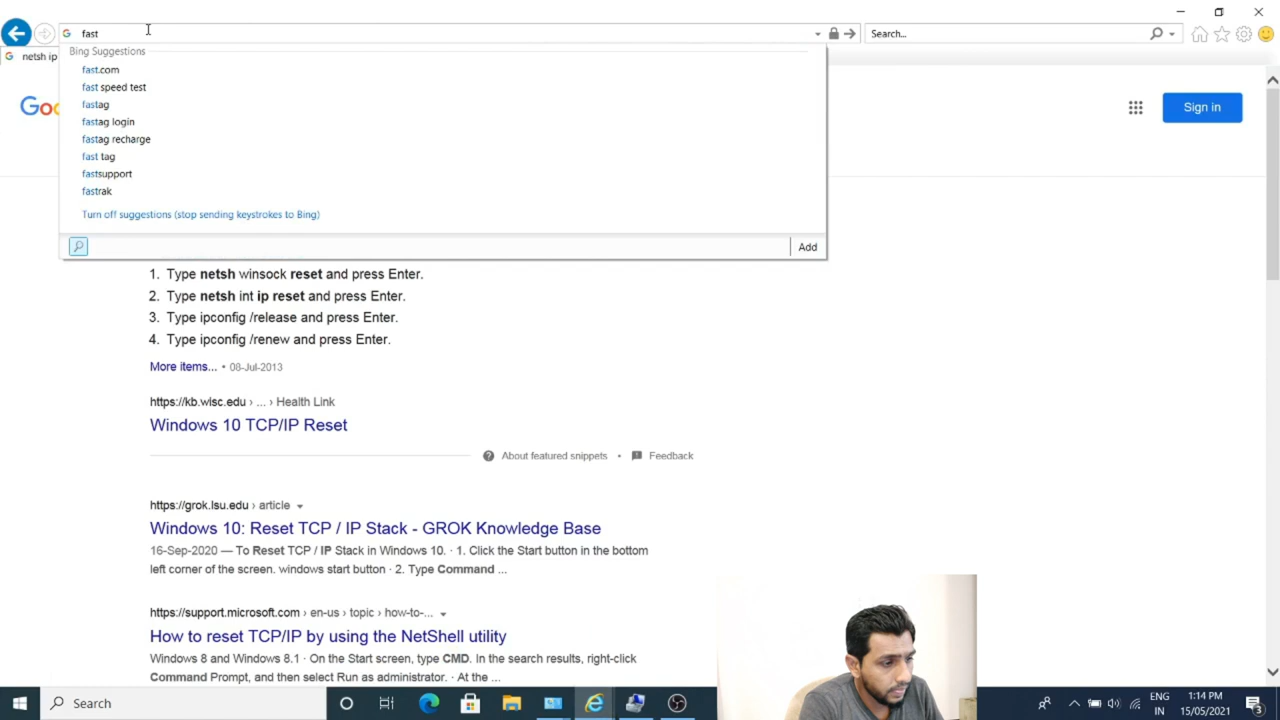 fast
Search...
netsh ip
Bing Suggestions
fast.com
fast speed test
fastag
fastag login
fastag recharge
fast tag
fastsupport
fastrak
Turn off suggestions (stop sending keystrokes to Bing)
Add
Goo
Sign in
1. Type netsh winsock reset and press Enter.
2. Type netsh int ip reset and press Enter.
3. Type ipconfig /release and press Enter.
4. Type ipconfig /renew and press Enter.
More items... • 08-Jul-2013
https://kb.wisc.edu › ... › Health Link
Windows 10 TCP/IP Reset
About featured snippets • Feedback
https://grok.lsu.edu › article
Windows 10: Reset TCP / IP Stack - GROK Knowledge Base
16-Sep-2020 — To Reset TCP / IP Stack in Windows 10. · 1. Click the Start button in the bottom
left corner of the screen. windows start button · 2. Type Command ...
https://support.microsoft.com › en-us › topic › how-to-...
How to reset TCP/IP by using the NetShell utility
Windows 8 and Windows 8.1 · On the Start screen, type CMD. In the search results, right-click
Command Prompt, and then select Run as administrator. · At the ...
Search
ENG
IN
1:14 PM
15/05/2021
3